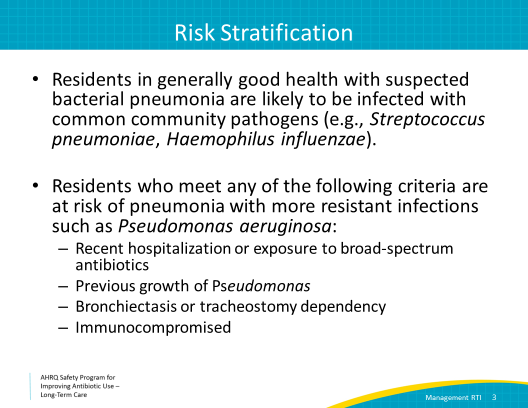 Risk Stratification
• Residents in generally good health with suspected
bacterial pneumonia are likely to be infected with
common community pathogens (e.g., Streptococcus
pneumoniae, Haemophilus influenzae).
• Residents who meet any of the following criteria are
at risk of pneumonia with more resistant infections
such as Pseudomonas aeruginosa:
– Recent hospitalization or exposure to broad-spectrum
antibiotics
– Previous growth of Pseudomonas
– Bronchiectasis or tracheostomy dependency
– Immunocompromised
AHRQ Safety Program for
Improving Antibiotic Use –
Long-Term Care
Management RTI 3